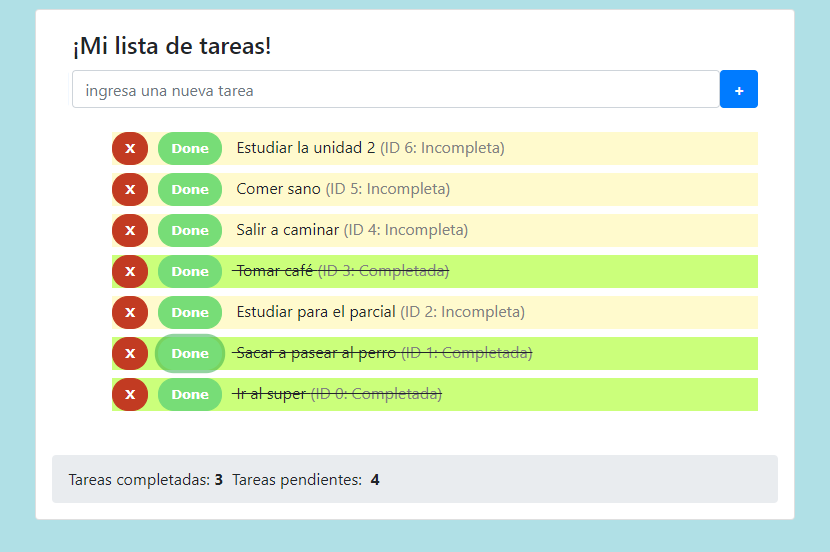 ¡Mi lista de tareas!
ingresa una nueva tarea +
X Done Estudiar la unidad 2 (ID 6: Incompleta)
X Done Comer sano (ID 5: Incompleta)
X Done Salir a caminar (ID 4: Incompleta)
X Done Tomar café (ID 3: Completada)
X Done Estudiar para el parcial (ID 2: Incompleta)
X Done Sacar a pasear al perro (ID 1: Completada)
X Done Ir al super (ID 0: Completada)
Tareas completadas: 3 Tareas pendientes: 4